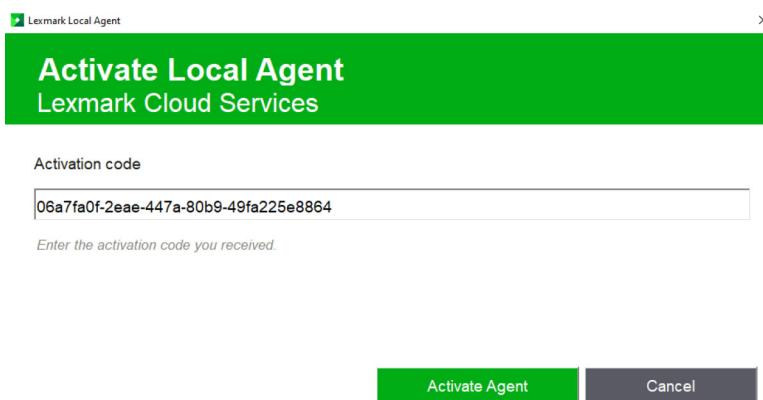 Lexmark Local Agent
Activate Local Agent
Lexmark Cloud Services
Activation code
06a7fa0f-2eae-447a-80b9-49fa225e8864
Enter the activation code you received.
Activate Agent
Cancel